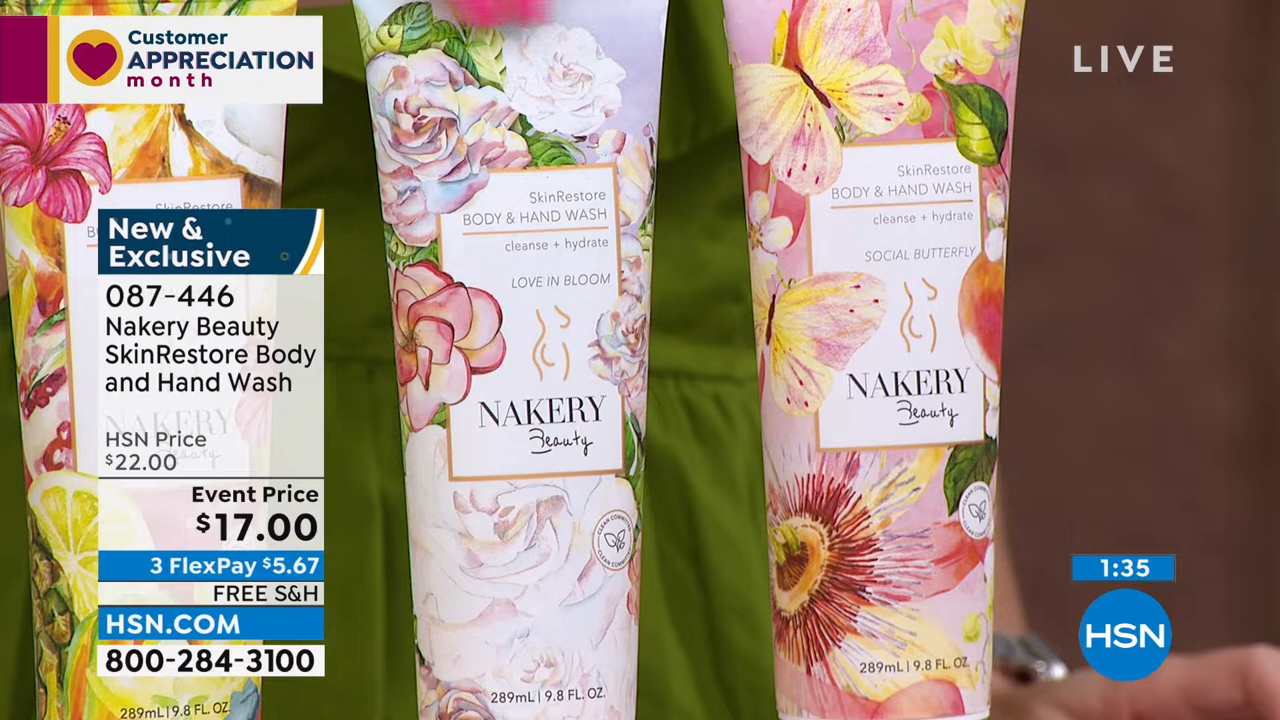 Customer
APPRECIATION
month
LIVE
New &
Exclusive
087-446
Nakery Beauty
SkinRestore Body
and Hand Wash
HSN Price
$22.00
Event Price
$17.00
3 FlexPay $5.67
FREE S&H
HSN.COM
800-284-3100
SkinRestore
NAKERY
Beauty
289mL | 9.8 FL. OZ.
SkinRestore
BODY & HAND WASH
cleanse + hydrate
LOVE IN BLOOM
NAKERY
Beauty
289mL | 9.8 FL. OZ.
SkinRestore
BODY & HAND WASH
cleanse + hydrate
SOCIAL BUTTERFLY
NAKERY
Beauty
289mL | 9.8 FL. OZ.
1:35
HSN